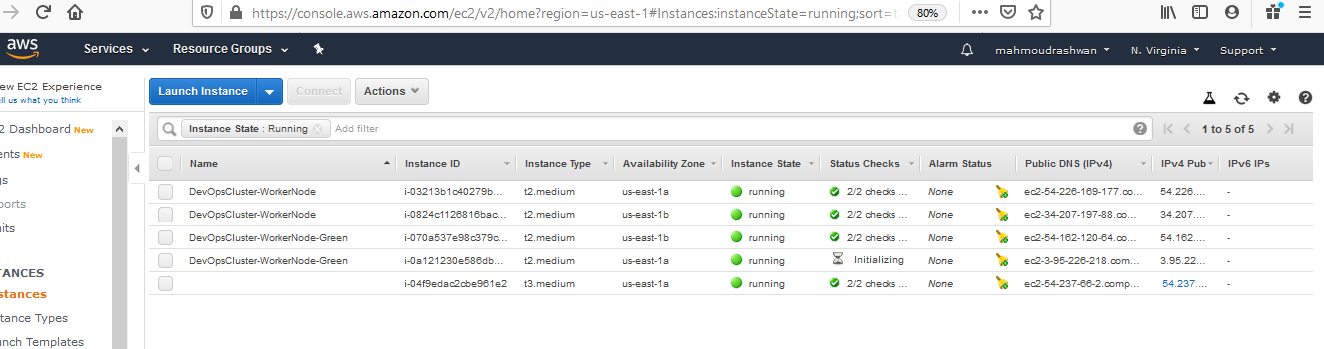 https://console.aws.amazon.com/ec2/v2/home?region=us-east-1#Instances:instanceState=running;sort=t 80%
aws Services Resource Groups mahmoudrashwan N. Virginia Support
ew EC2 Experience
ell us what you think
Launch Instance Connect Actions
2 Dashboard New
ents New
gs
ports
its
TANCES
stances
tance Types
unch Templates
Instance State : Running Add filter 1 to 5 of 5
Name Instance ID Instance Type Availability Zone Instance State Status Checks Alarm Status Public DNS (IPv4) IPv4 Pub IPv6 IPs
DevOpsCluster-WorkerNode i-03213b1c40279b... t2.medium us-east-1a running 2/2 checks ... None ec2-54-226-169-177.co... 54.226.... -
DevOpsCluster-WorkerNode i-0824c1126816bac... t2.medium us-east-1b running 2/2 checks ... None ec2-34-207-197-88.co... 34.207.... -
DevOpsCluster-WorkerNode-Green i-070a537e98c379c... t2.medium us-east-1b running 2/2 checks ... None ec2-54-162-120-64.co... 54.162.... -
DevOpsCluster-WorkerNode-Green i-0a121230e586db... t2.medium us-east-1a running Initializing None ec2-3-95-226-218.com... 3.95.22... -
i-04f9edac2cbe961e2 t3.medium us-east-1a running 2/2 checks ... None ec2-54-237-66-2.comp... 54.237.... -